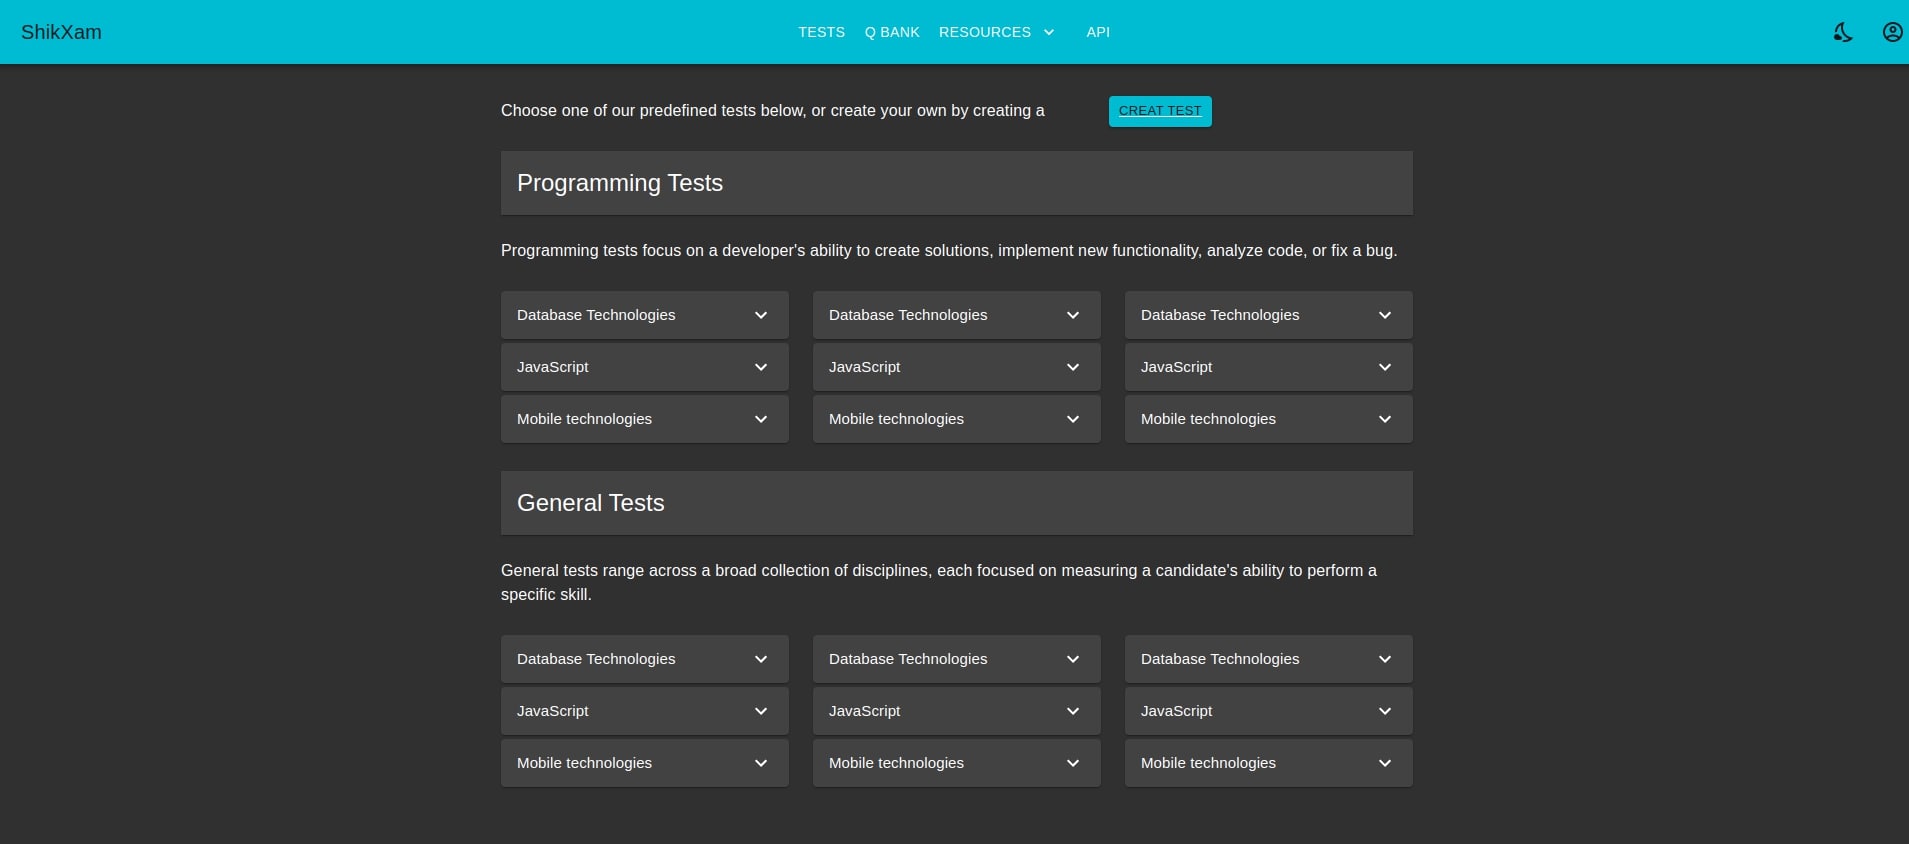 ShikXam TESTS Q BANK RESOURCES API
Choose one of our predefined tests below, or create your own by creating a CREAT TEST
Programming Tests
Programming tests focus on a developer's ability to create solutions, implement new functionality, analyze code, or fix a bug.
Database Technologies Database Technologies Database Technologies
JavaScript JavaScript JavaScript
Mobile technologies Mobile technologies Mobile technologies
General Tests
General tests range across a broad collection of disciplines, each focused on measuring a candidate's ability to perform a
specific skill.
Database Technologies Database Technologies Database Technologies
JavaScript JavaScript JavaScript
Mobile technologies Mobile technologies Mobile technologies